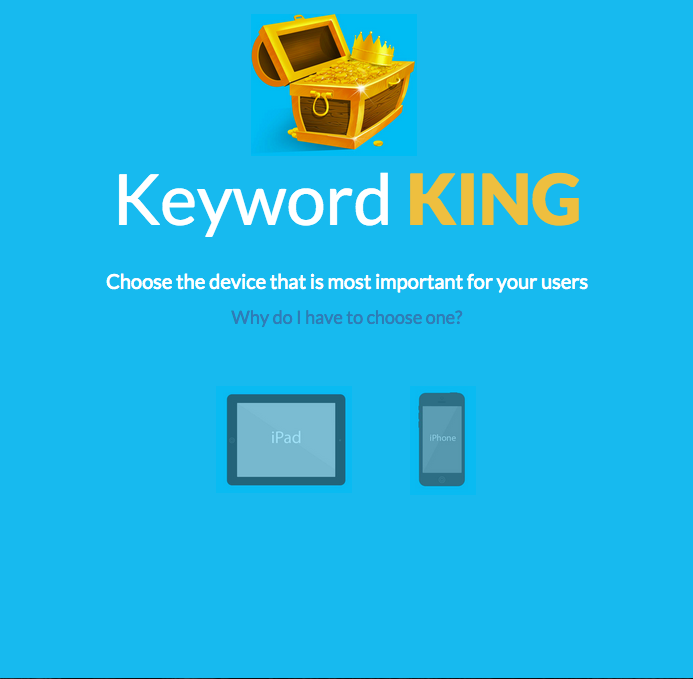 Keyword KING
Choose the device that is most important for your users
Why do I have to choose one?
iPad
iPhone